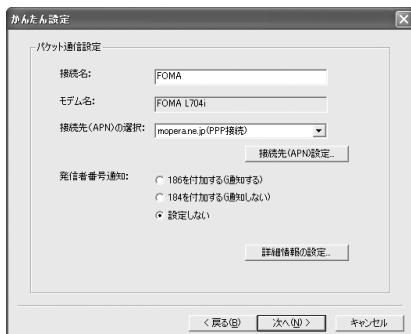 かんたん設定
パケット通信設定
接続名: FOMA
モデム名: FOMA L704i
接続先(APN)の選択: mopera.ne.jp(PPP接続)
接続先(APN)設定...
発信者番号通知: 186を付加する(通知する)
184を付加する(通知しない)
設定しない
詳細情報の設定...
< 戻る(B) 次へ(N) > キャンセル